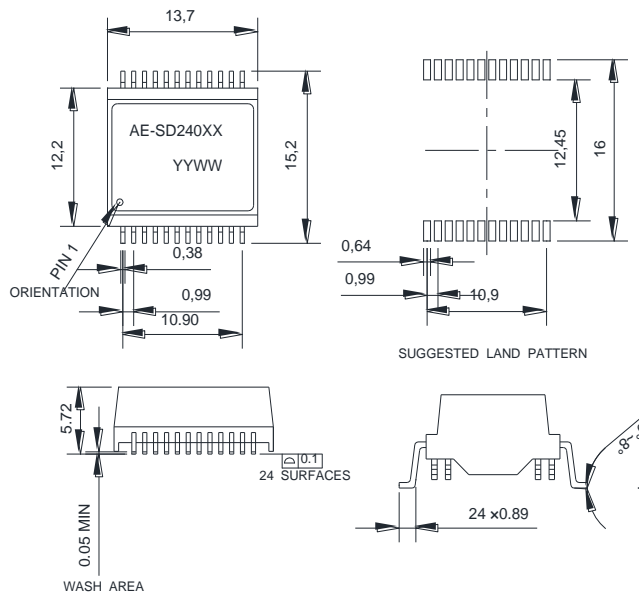 13,7
12,2
AE-SD240XX
YYWW
15,2
PIN 1
ORIENTATION
0,38
0,99
10.90
12,45
16
0,64
0,99
10,9
SUGGESTED LAND PATTERN
5.72
0.05 MIN
WASH AREA
0.1
24 SURFACES
24 ×0.89